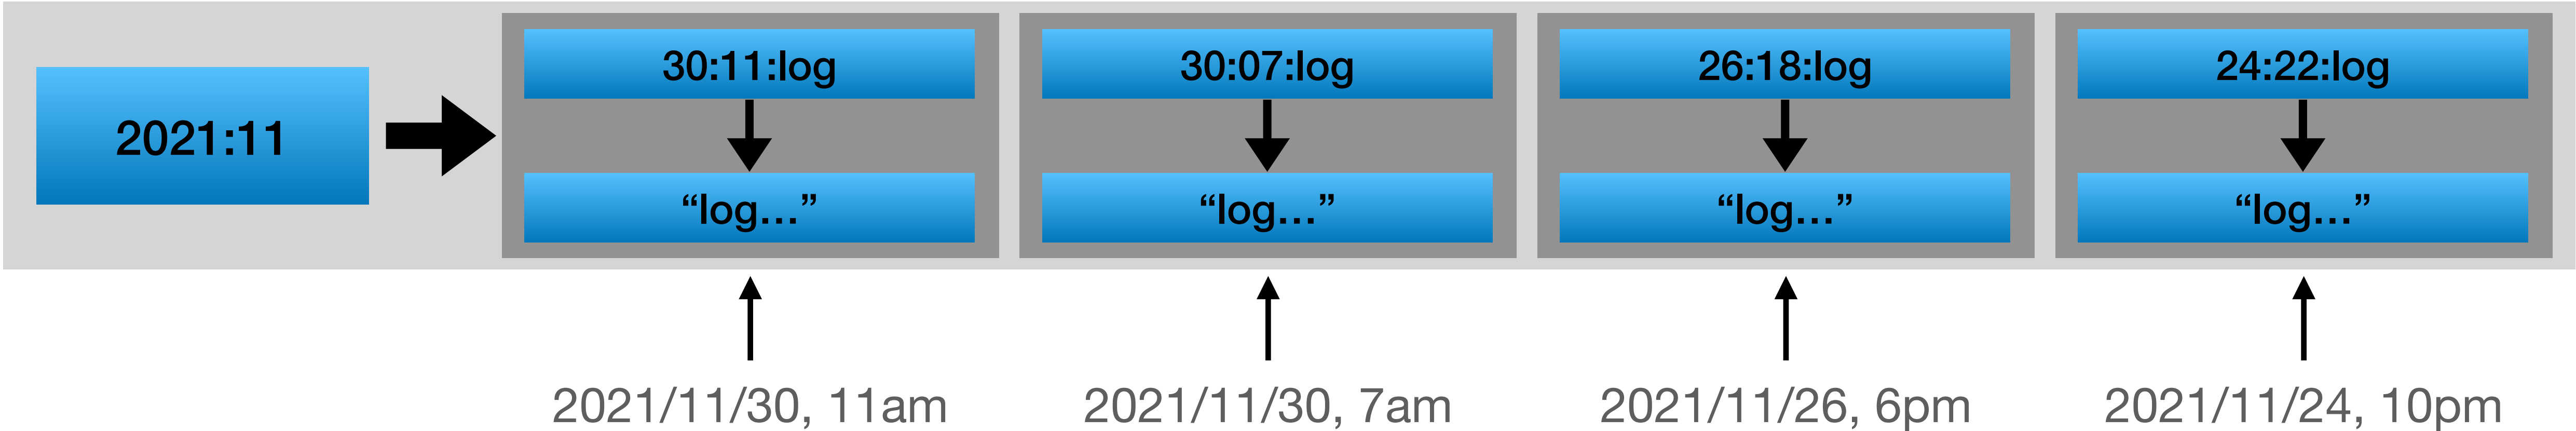 2021:11
30:11:log
30:07:log
26:18:log
24:22:log
“log...”
“log...”
“log...”
“log...”
2021/11/30, 11am
2021/11/30, 7am
2021/11/26, 6pm
2021/11/24, 10pm